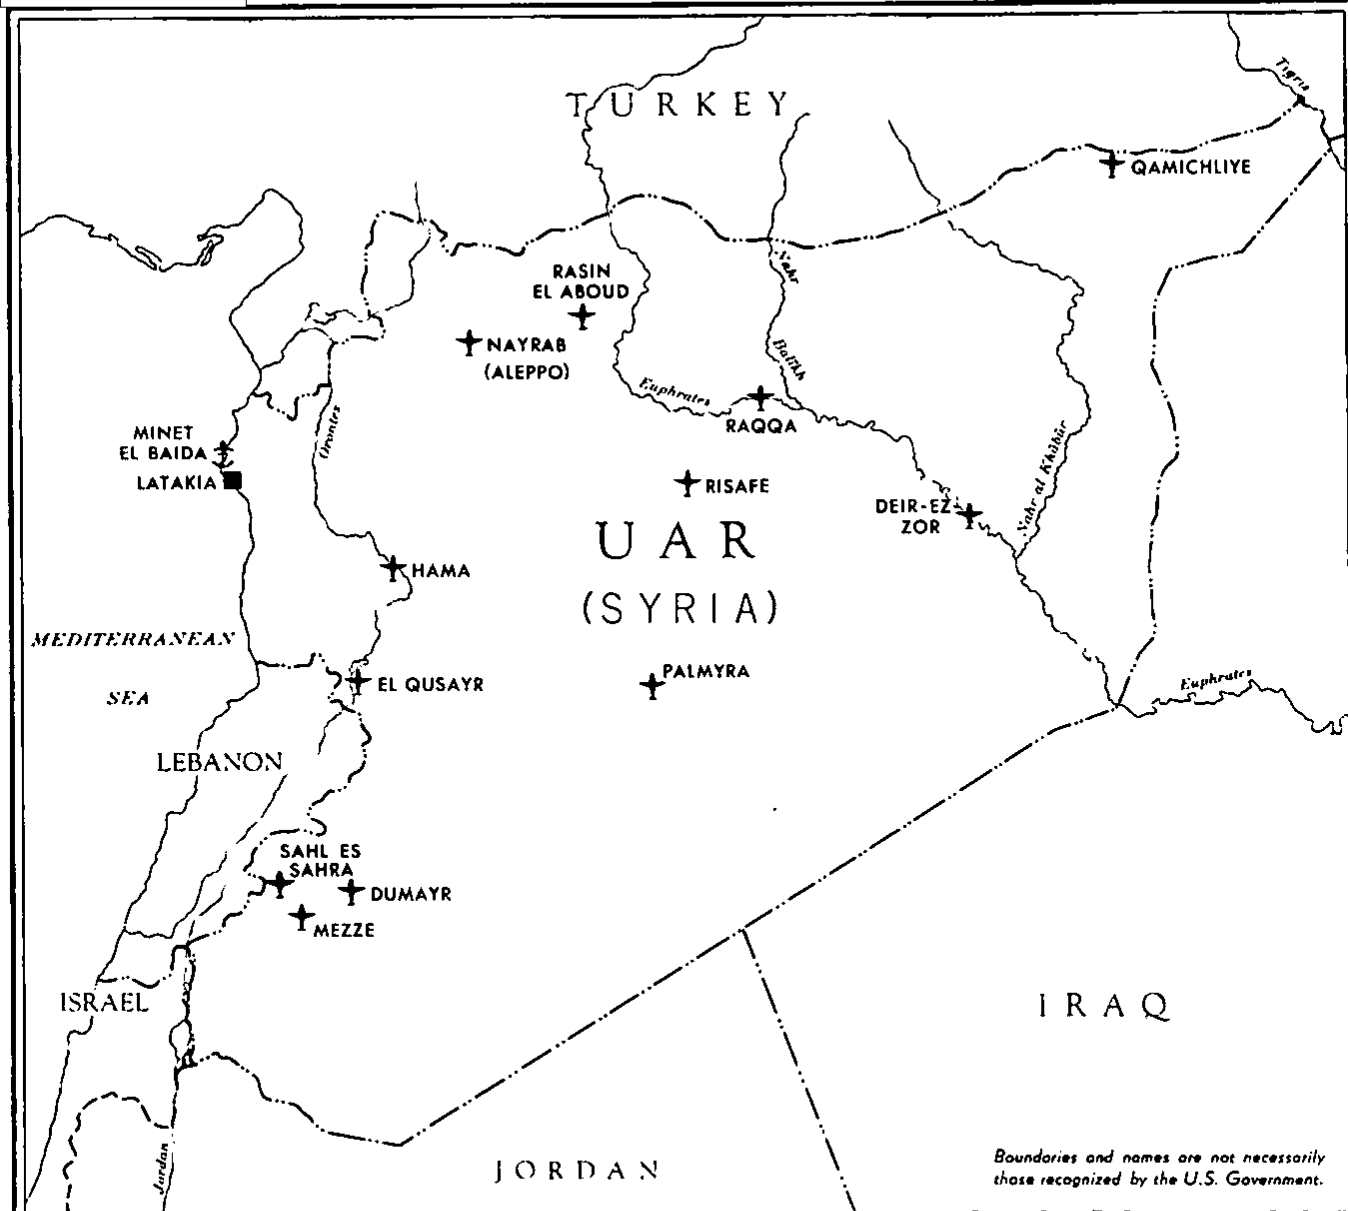 TURKEY
Tigris
QAMICHLIYE
RASIN
EL ABOUD
Nahr
Balikh
NAYRAB
(ALEPPO)
Euphrates
RAQQA
Orontes
MINET
EL BAIDA
LATAKIA
RISAFE
DEIR-EZ-
ZOR
Nahr al Khābūr
UAR
(SYRIA)
HAMA
MEDITERRANEAN
SEA
EL QUSAYR
PALMYRA
Euphrates
LEBANON
SAHL ES
SAHRA
DUMAYR
MEZZE
ISRAEL
IRAQ
Jordan
JORDAN
Boundaries and names are not necessarily
those recognized by the U.S. Government.